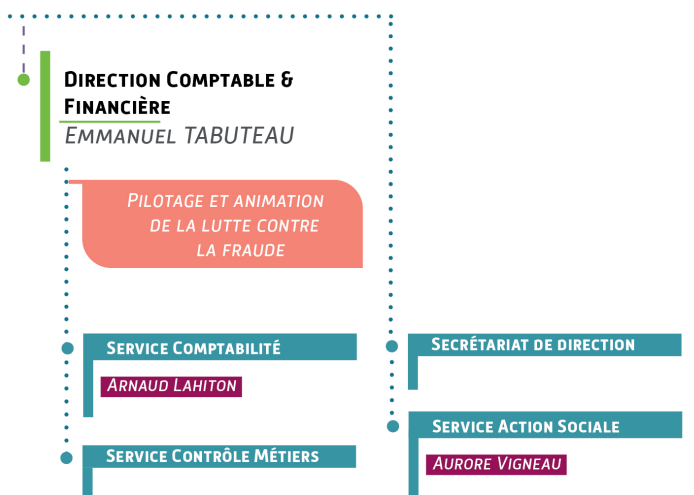 Direction Comptable &
Financière
Emmanuel TABUTEAU
Pilotage et animation
de la lutte contre
la fraude
Service Comptabilité
Arnaud Lahiton
Service Contrôle Métiers
Secrétariat de direction
Service Action Sociale
Aurore Vigneau